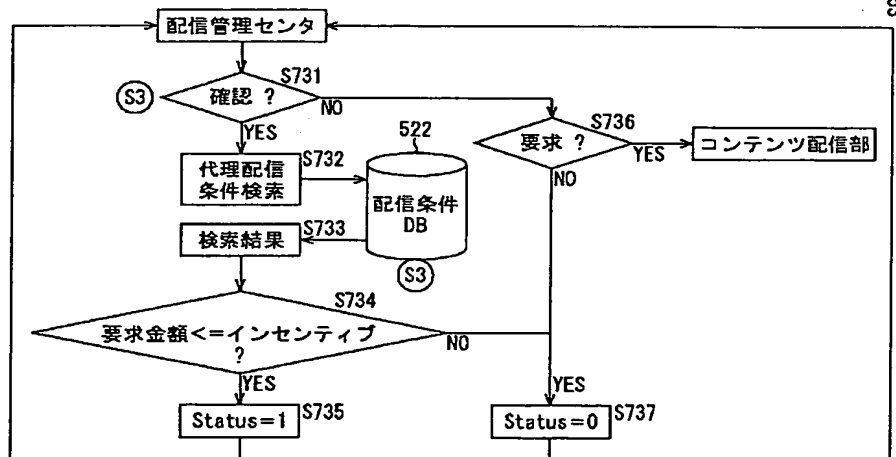 配信管理センタ
S731
S3
確認 ?
NO
YES
S736
要求 ?
YES
コンテンツ配信部
NO
522
代理配信
条件検索
S732
配信条件
DB
検索結果
S733
S3
S734
要求金額<=インセンティブ
?
NO
YES
YES
Status=1
S735
Status=0
S737